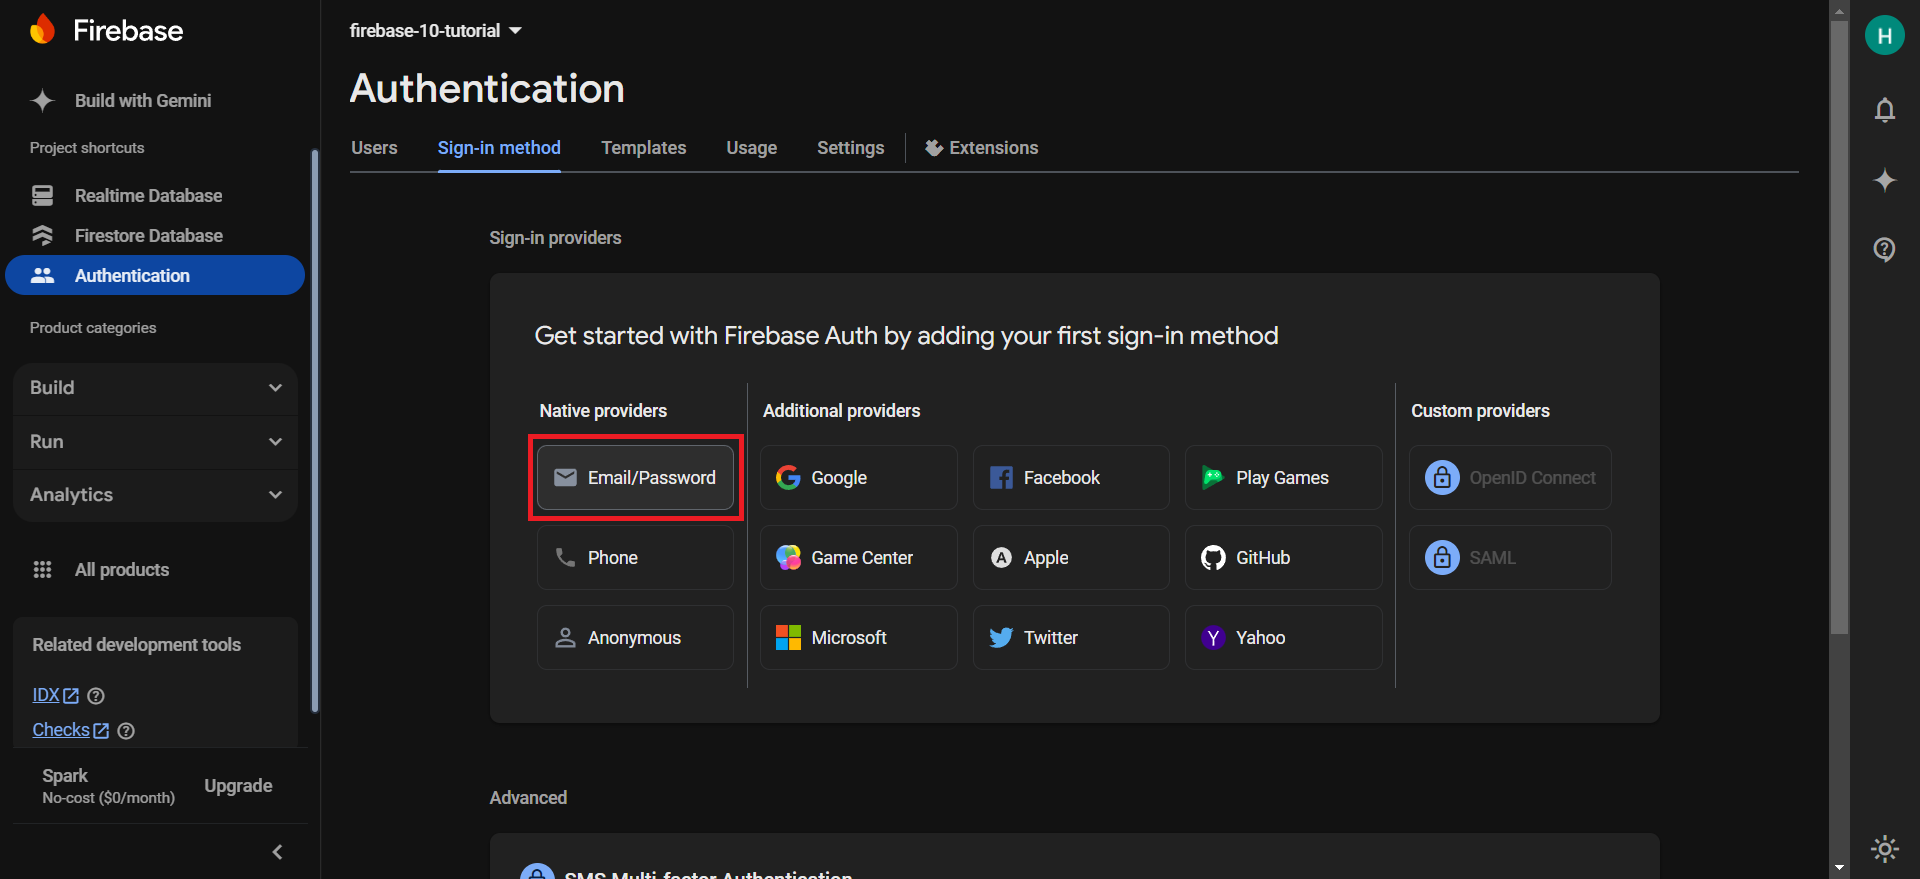 Firebase
Build with Gemini
Project shortcuts
Realtime Database
Firestore Database
Authentication
Product categories
Build
Run
Analytics
All products
Related development tools
IDX
Checks
Spark
No-cost ($0/month)
Upgrade
firebase-10-tutorial
Authentication
Users
Sign-in method
Templates
Usage
Settings
Extensions
Sign-in providers
Get started with Firebase Auth by adding your first sign-in method
Native providers
Email/Password
Phone
Anonymous
Additional providers
Google
Facebook
Play Games
Game Center
Apple
GitHub
Microsoft
Twitter
Yahoo
Custom providers
OpenID Connect
SAML
Advanced
SMS Multi-factor Authentication
H